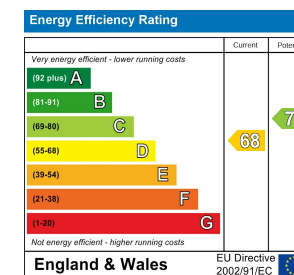 Energy Efficiency Rating
Current
Very energy efficient - lower running costs
(92 plus) A
(81-91) B
(69-80) C
(55-68) D
(39-54) E
(21-38) F
(1-20) G
68
Not energy efficient - higher running costs
England & Wales
EU Directive
2002/91/EC